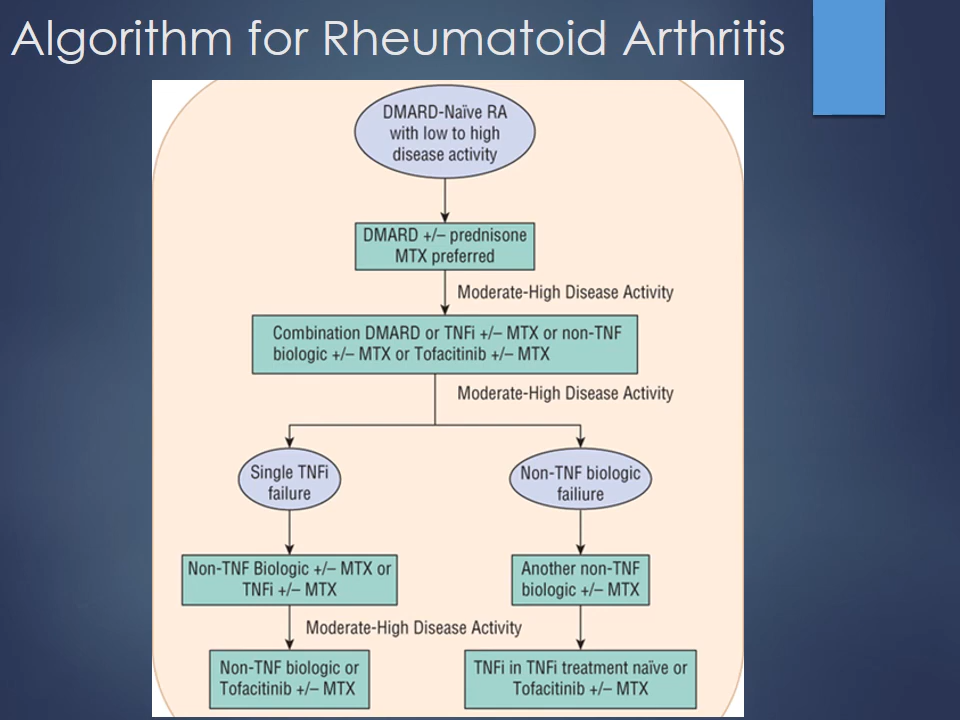 Algorithm for Rheumatoid Arthritis
DMARD-Naïve RA
with low to high
disease activity
DMARD +/– prednisone
MTX preferred
Moderate-High Disease Activity
Combination DMARD or TNFi +/– MTX or non-TNF
biologic +/– MTX or Tofacitinib +/– MTX
Moderate-High Disease Activity
Single TNFi
failure
Non-TNF biologic
failiure
Non-TNF Biologic +/– MTX or
TNFi +/– MTX
Another non-TNF
biologic +/– MTX
Moderate-High Disease Activity
Non-TNF biologic or
Tofacitinib +/– MTX
TNFi in TNFi treatment naïve or
Tofacitinib +/– MTX